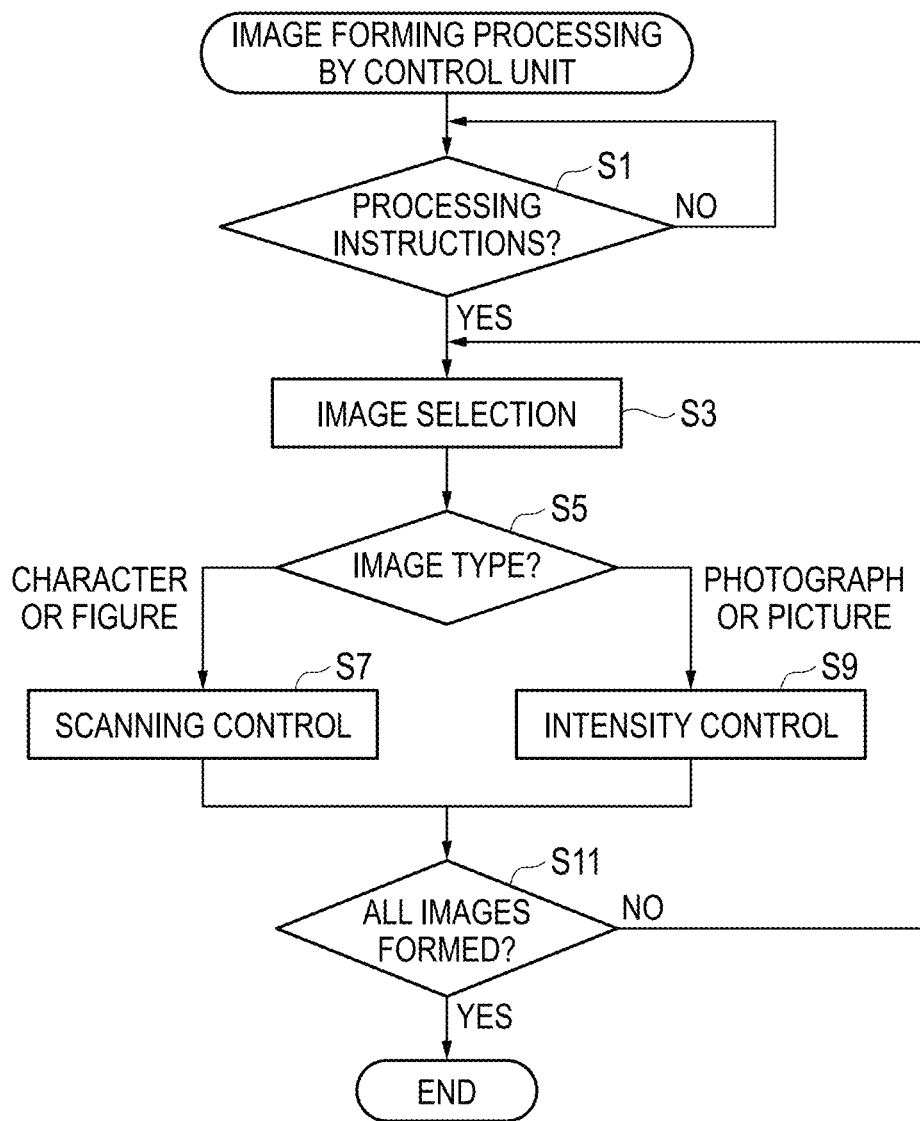 IMAGE FORMING PROCESSING
BY CONTROL UNIT
S1
PROCESSING
INSTRUCTIONS?
NO
YES
IMAGE SELECTION
S3
S5
IMAGE TYPE?
CHARACTER
OR FIGURE
PHOTOGRAPH
OR PICTURE
S7
SCANNING CONTROL
S9
INTENSITY CONTROL
S11
ALL IMAGES
FORMED?
NO
YES
END